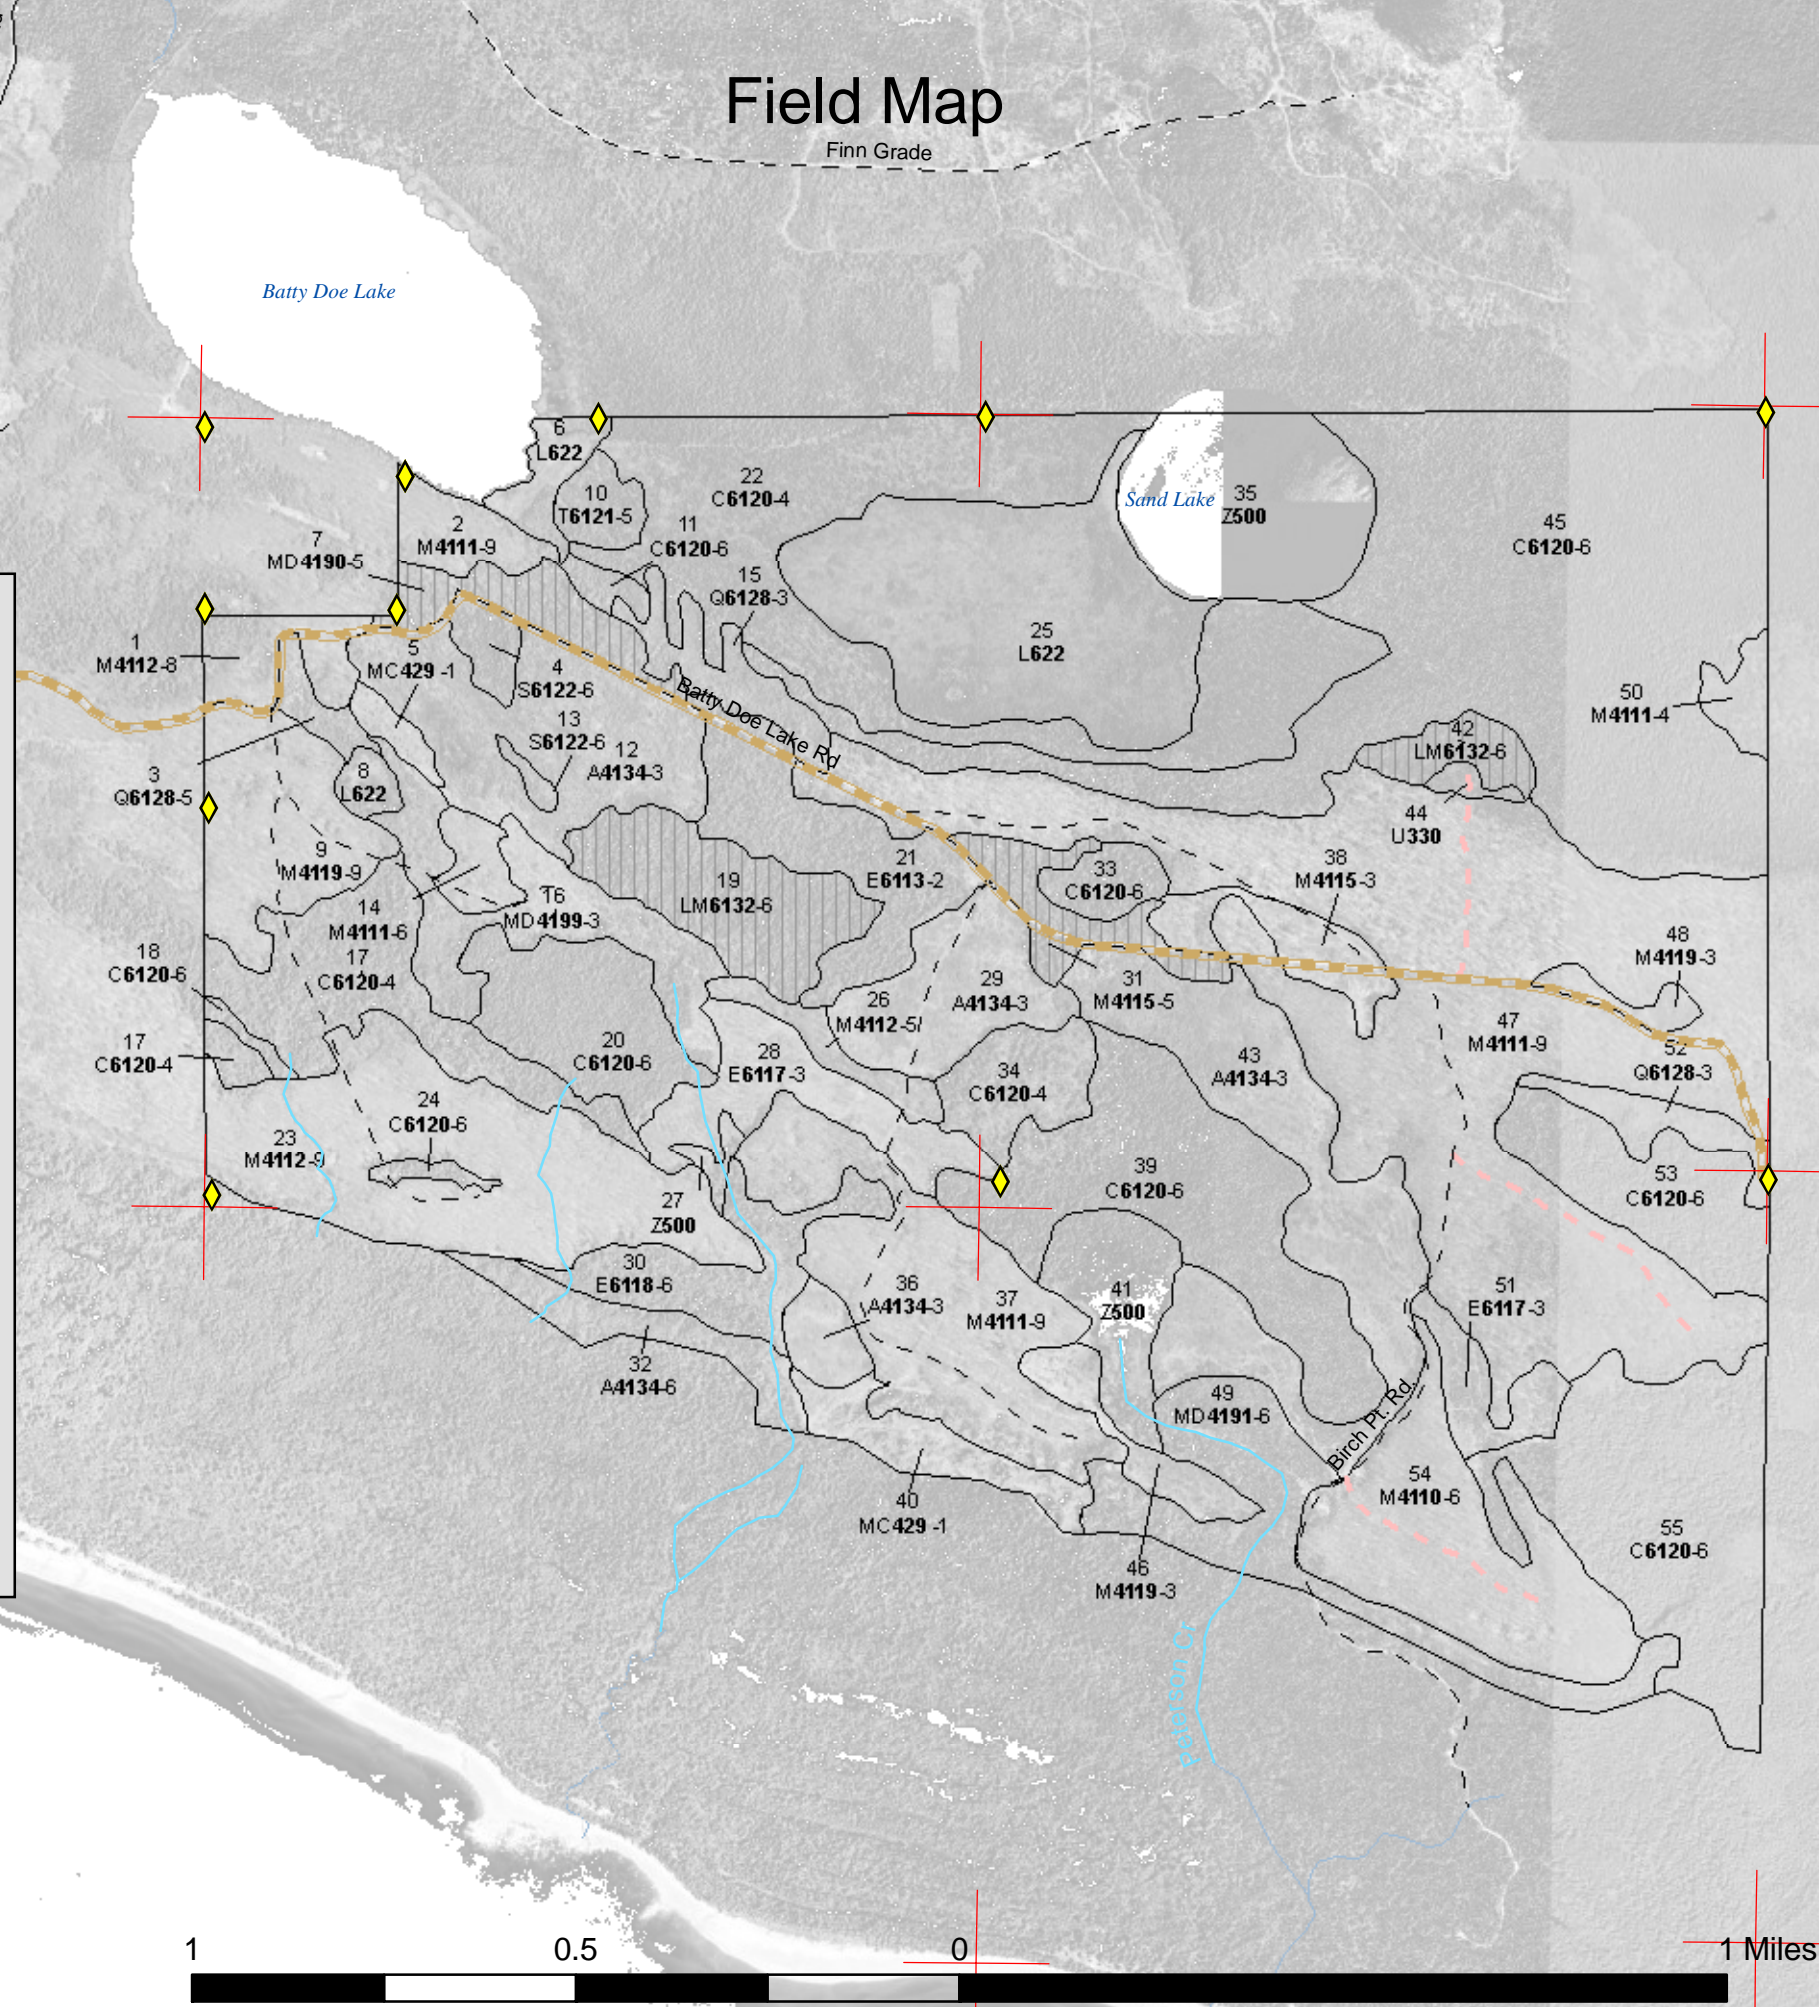 Field Map
Finn Grade
Batty Doe Lake
6
L622
22
C6120-4
10
T6121-5
Sand Lake
35
Z500
45
C6120-6
2
M4111-9
11
C6120-6
7
MD4190-5
15
Q6128-3
1
M4112-8
5
MC429 -1
4
S6122-6
25
L622
Batty Doe Lake Rd
50
M4111-4
13
S6122-6
12
A4134-3
42
LM6132-6
3
Q6128-5
8
L622
44
U330
9
M4119-9
21
E6113-2
33
C6120-6
38
M4115-3
19
LM6132-6
14
M4111-6
16
MD4199-3
18
C6120-6
17
C6120-4
48
M4119-3
29
A4134-3
31
M4115-5
26
M4112-5
47
M4111-9
17
C6120-4
20
C6120-6
28
E6117-3
34
C6120-4
43
A4134-3
52
Q6128-3
24
C6120-6
23
M4112-9
39
C6120-6
53
C6120-6
27
Z500
30
E6118-6
36
A4134-3
37
M4111-9
41
Z500
51
E6117-3
32
A4134-6
49
MD4191-6
Birch Pt. Rd.
54
M4110-6
40
MC429 -1
55
C6120-6
46
M4119-3
Peterson Cr
1 0.5 0 1 Miles